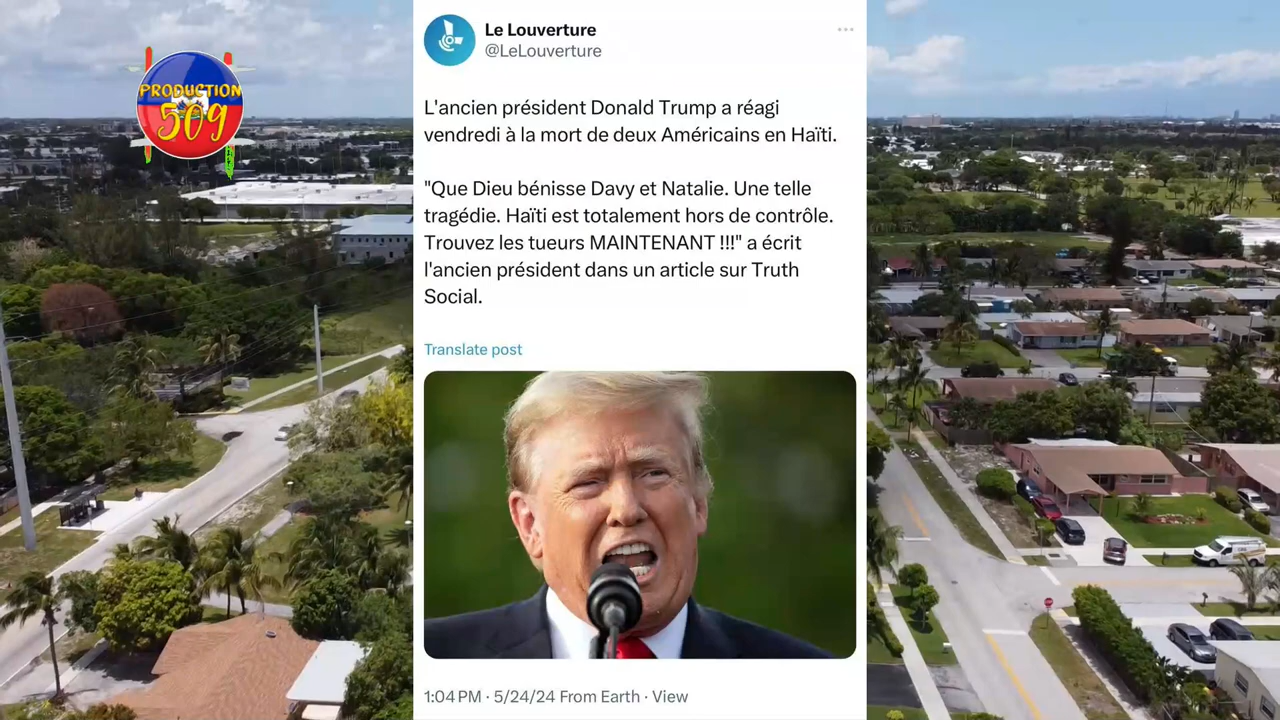 PRODUCTION
509
Le Louverture
@LeLouverture
L'ancien président Donald Trump a réagi
vendredi à la mort de deux Américains en Haïti.
"Que Dieu bénisse Davy et Natalie. Une telle
tragédie. Haïti est totalement hors de contrôle.
Trouvez les tueurs MAINTENANT !!!" a écrit
l'ancien président dans un article sur Truth
Social.
Translate post
1:04 PM · 5/24/24 From Earth · View